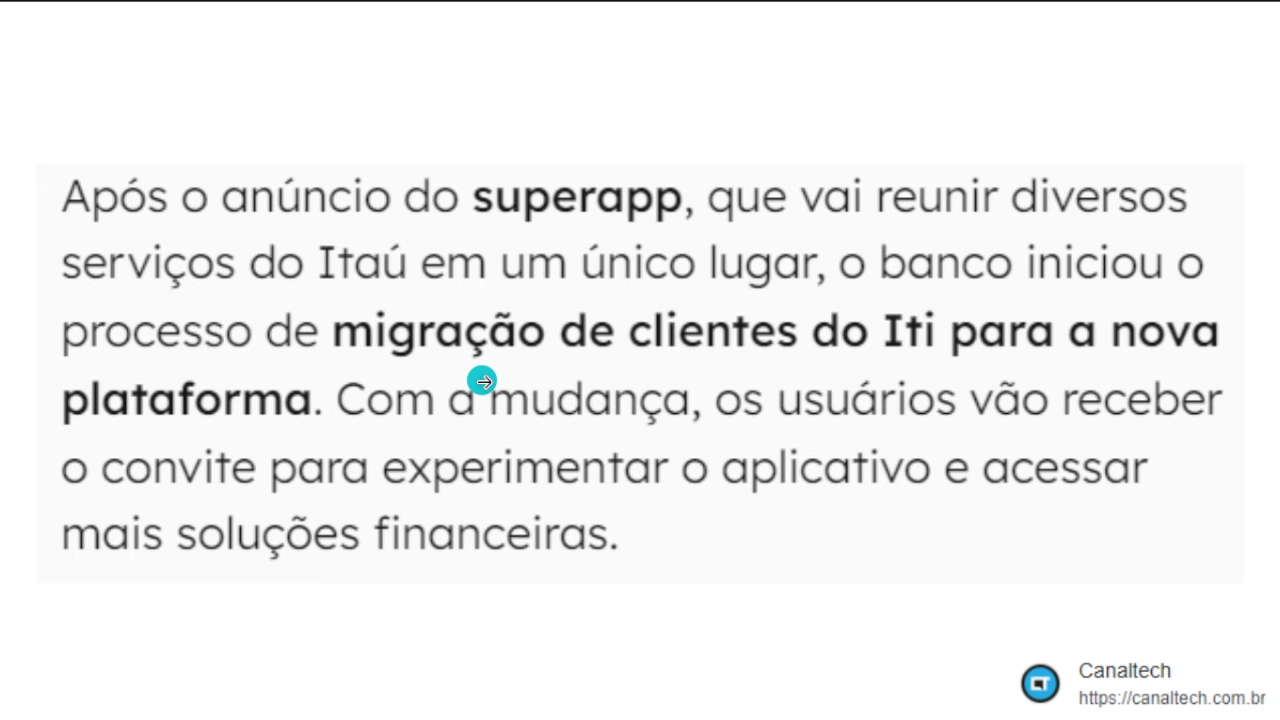 Após o anúncio do superapp, que vai reunir diversos
serviços do Itaú em um único lugar, o banco iniciou o
processo de migração de clientes do Iti para a nova
plataforma. Com a mudança, os usuários vão receber
o convite para experimentar o aplicativo e acessar
mais soluções financeiras.
Canaltech
https://canaltech.com.br